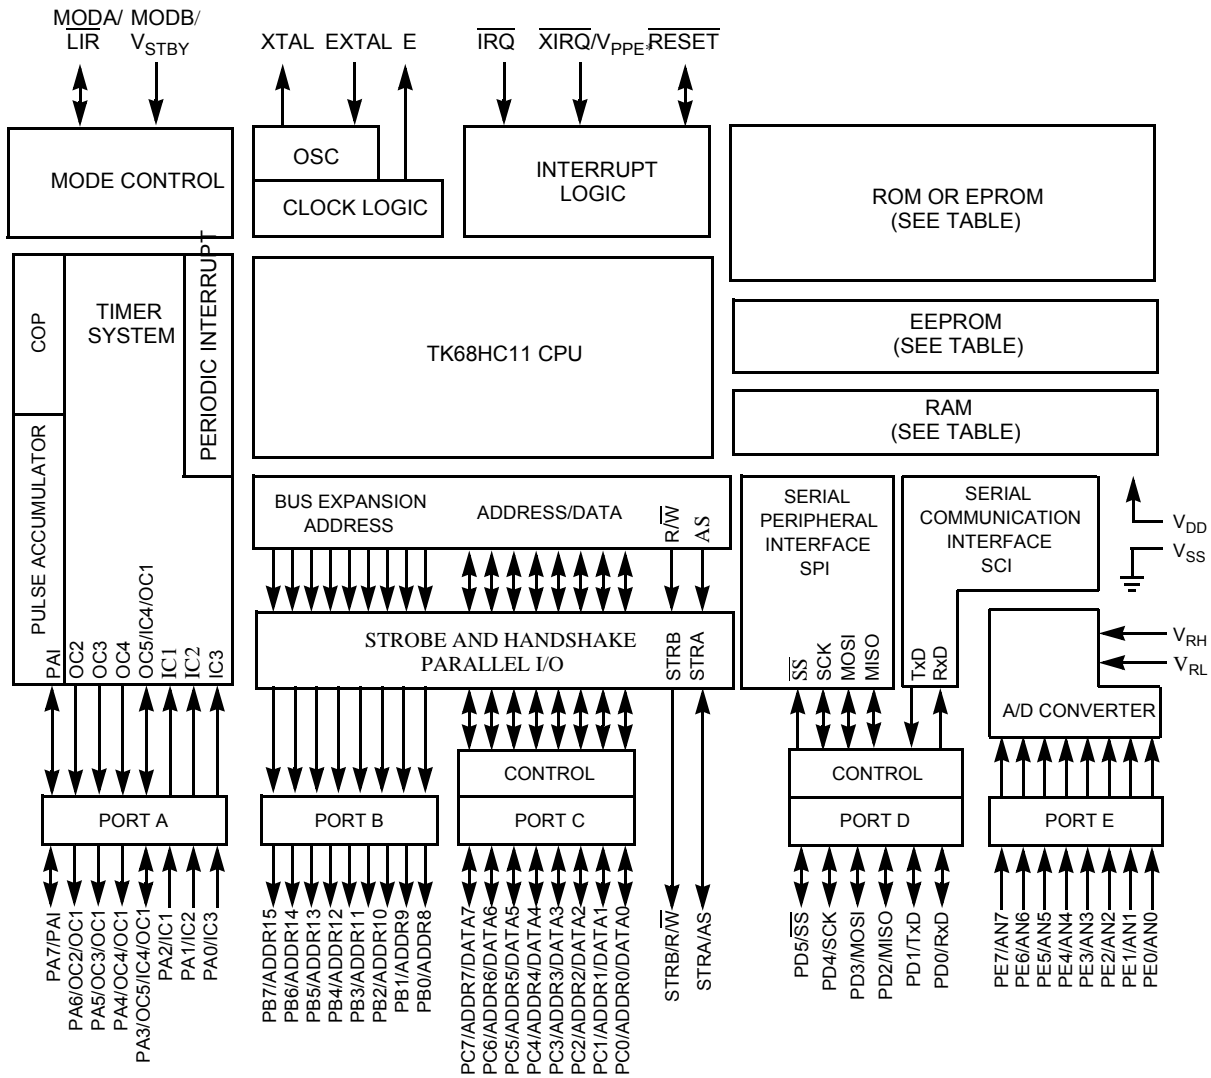 MODA/ MODB/
LIR VSTBY
XTAL EXTAL E
IRQ XIRQ/VPPE* RESET
MODE CONTROL
OSC
CLOCK LOGIC
INTERRUPT
LOGIC
ROM OR EPROM
(SEE TABLE)
COP
TIMER
SYSTEM
PERIODIC INTERRUPT
PULSE ACCUMULATOR
TK68HC11 CPU
EEPROM
(SEE TABLE)
RAM
(SEE TABLE)
BUS EXPANSION
ADDRESS
ADDRESS/DATA
R/W
AS
SERIAL
PERIPHERAL
INTERFACE
SPI
SERIAL
COMMUNICATION
INTERFACE
SCI
VDD
VSS
VRH
VRL
PAI
OC2
OC3
OC4
OC5/IC4/OC1
IC1
IC2
IC3
STROBE AND HANDSHAKE
PARALLEL I/O
STRB
STRA
SS
SCK
MOSI
MISO
TxD
RxD
A/D CONVERTER
CONTROL
CONTROL
PORT A
PORT B
PORT C
PORT D
PORT E
PA7/PAI
PA6/OC2/OC1
PA5/OC3/OC1
PA4/OC4/OC1
PA3/OC5/IC4/OC1
PA2/IC1
PA1/IC2
PA0/IC3
PB7/ADDR15
PB6/ADDR14
PB5/ADDR13
PB4/ADDR12
PB3/ADDR11
PB2/ADDR10
PB1/ADDR9
PB0/ADDR8
PC7/ADDR7/DATA7
PC6/ADDR6/DATA6
PC5/ADDR5/DATA5
PC4/ADDR4/DATA4
PC3/ADDR3/DATA3
PC2/ADDR2/DATA2
PC1/ADDR1/DATA1
PC0/ADDR0/DATA0
STRB/R/W
STRA/AS
PD5/SS
PD4/SCK
PD3/MOSI
PD2/MISO
PD1/TxD
PD0/RxD
PE7/AN7
PE6/AN6
PE5/AN5
PE4/AN4
PE3/AN3
PE2/AN2
PE1/AN1
PE0/AN0